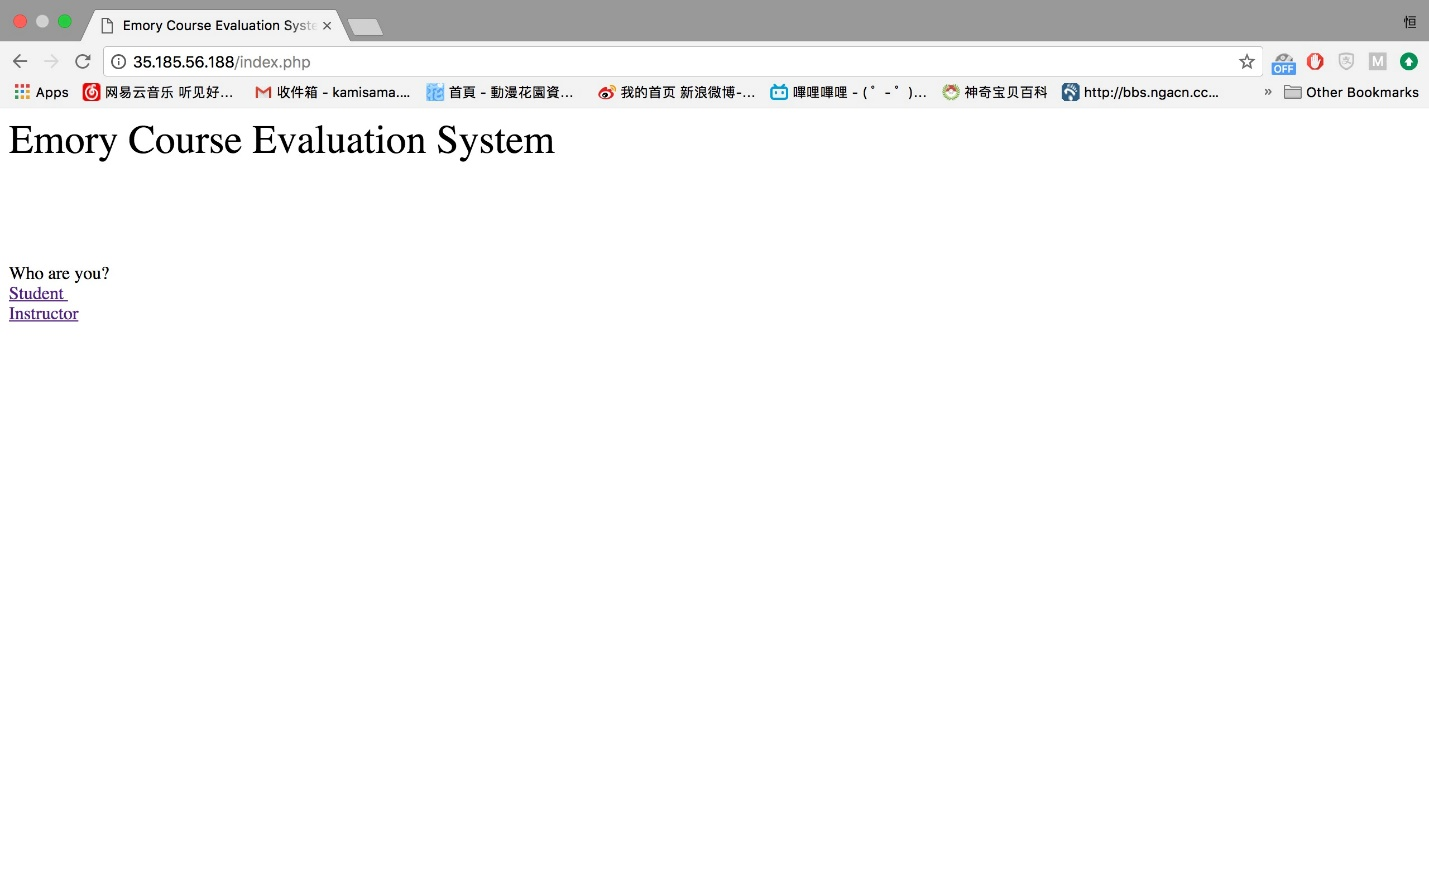 Emory Course Evaluation Syste
恒
35.185.56.188/index.php
OFF
M
Apps 网易云音乐 听见好... 收件箱 - kamisama.... 首頁 - 動漫花園資... 我的首页 新浪微博-... 嗶哩嗶哩 - ( ゜- ゜)... 神奇宝贝百科 http://bbs.ngacn.cc... » Other Bookmarks
Emory Course Evaluation System
Who are you?
Student
Instructor